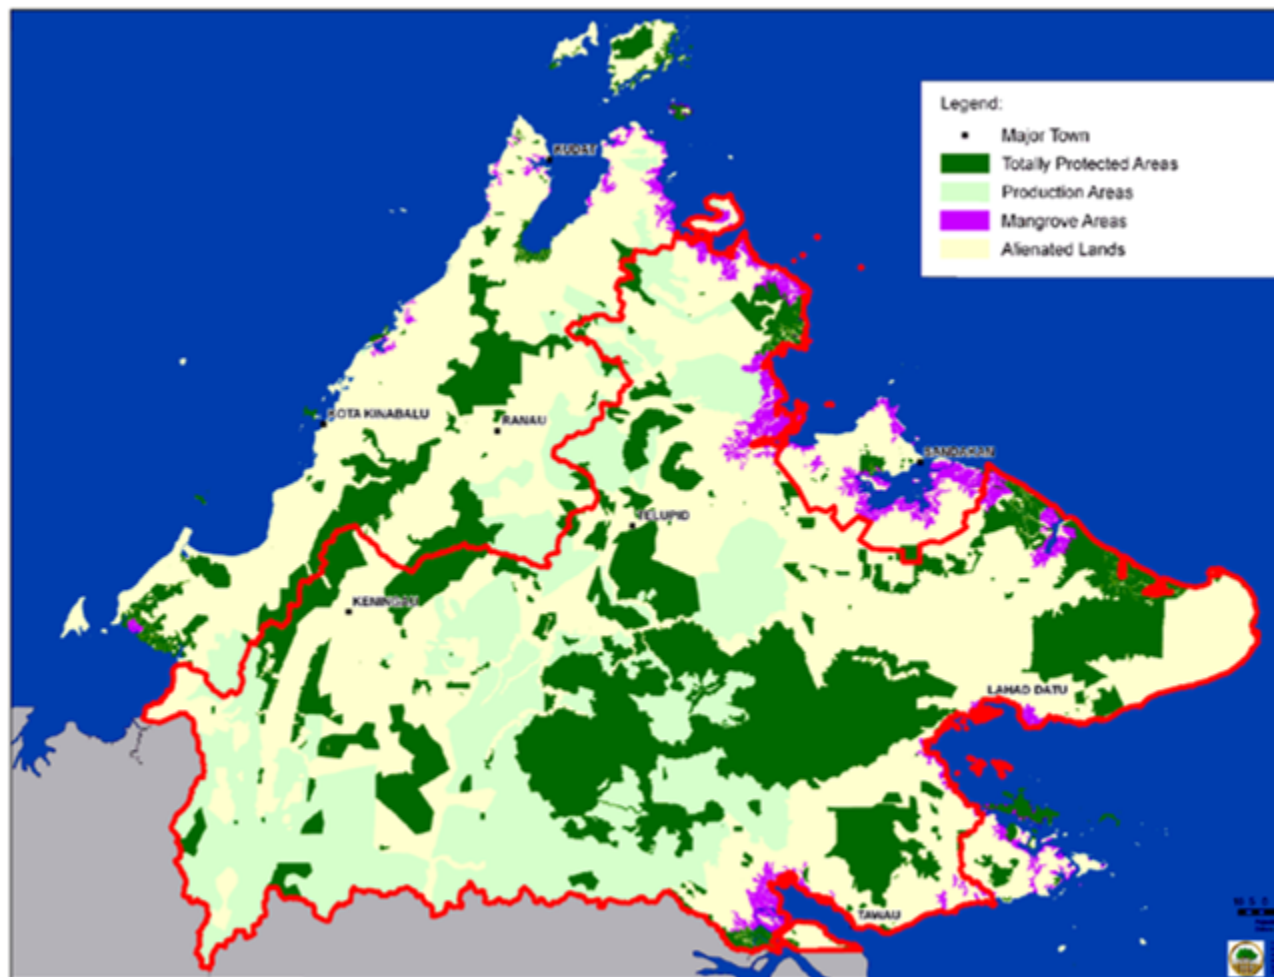 Legend:
Major Town
Totally Protected Areas
Production Areas
Mangrove Areas
Alienated Lands
KUDAT
KOTA KINABALU
RANAU
SANDAKAN
TELUPID
KENINGAU
LAHAD DATU
TAWAU